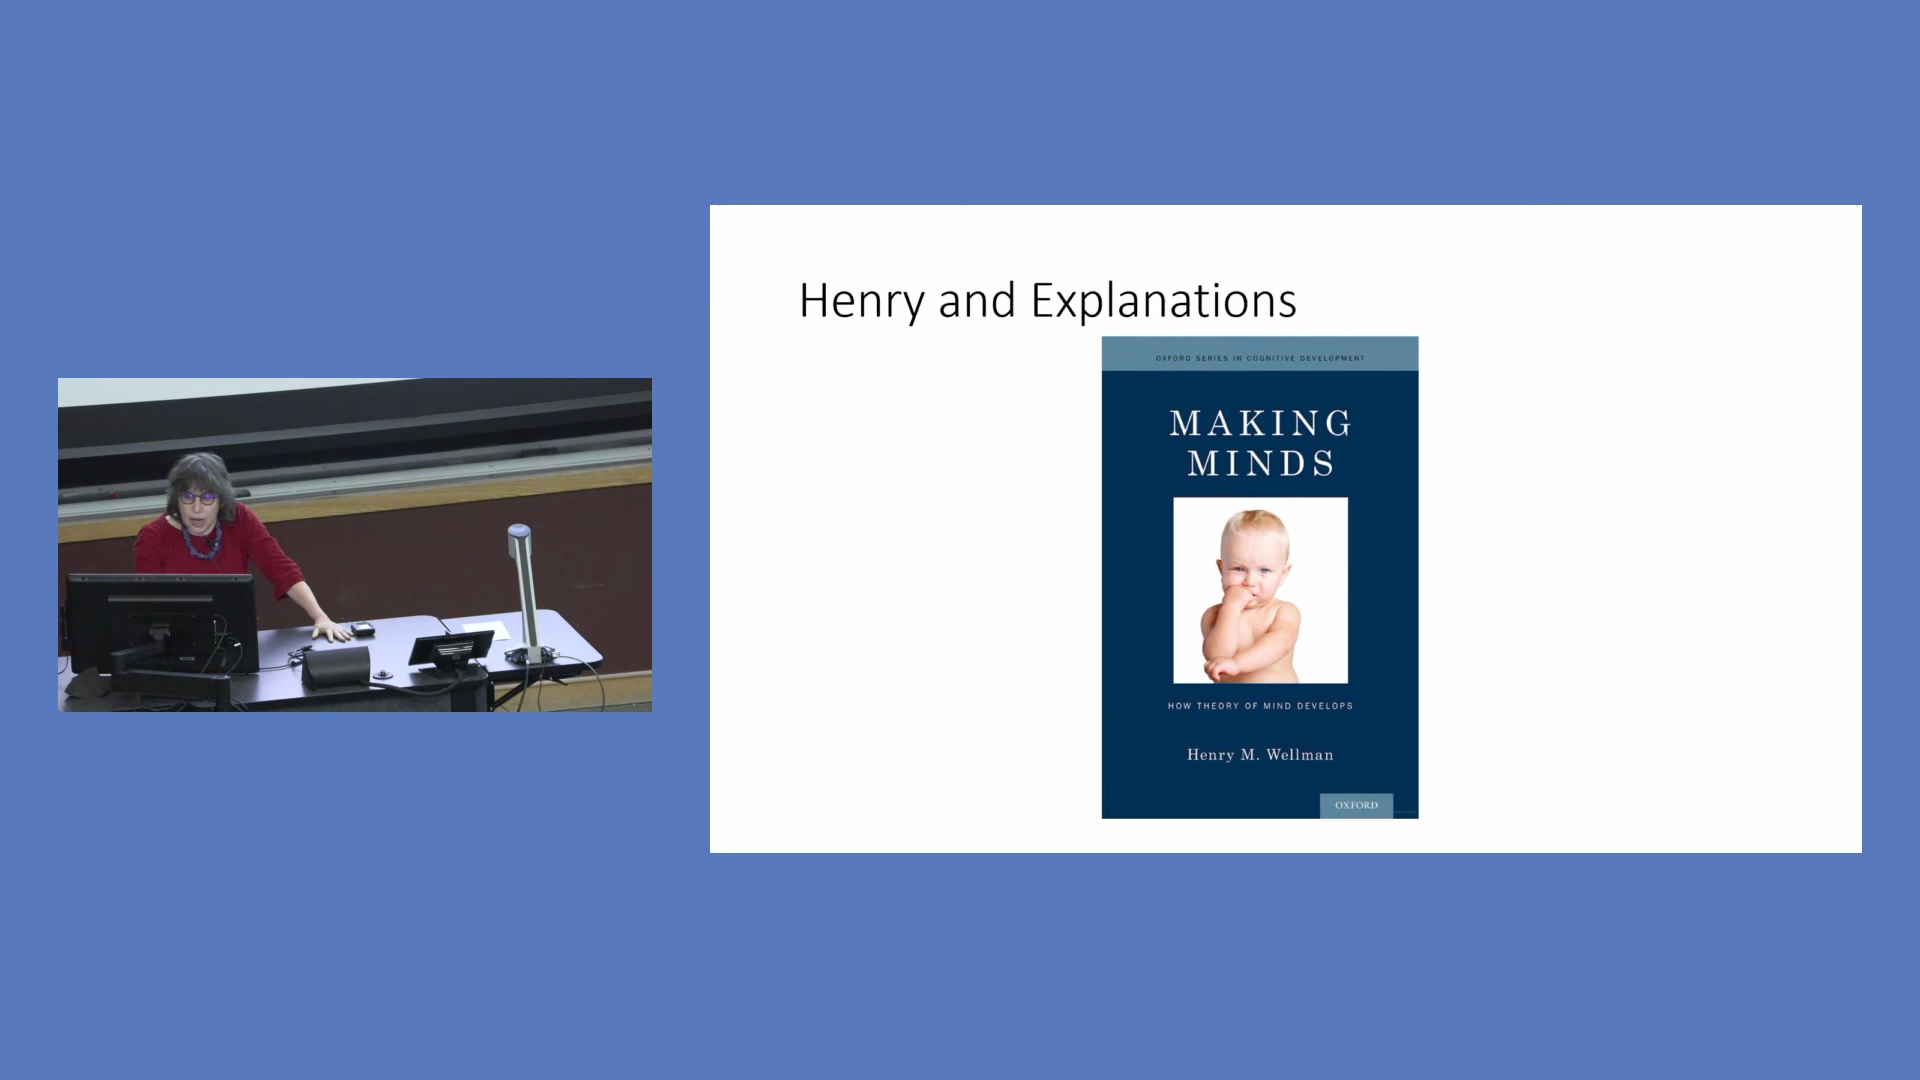 Henry and Explanations
OXFORD SERIES IN COGNITIVE DEVELOPMENT
MAKING
MINDS
HOW THEORY OF MIND DEVELOPS
Henry M. Wellman
OXFORD